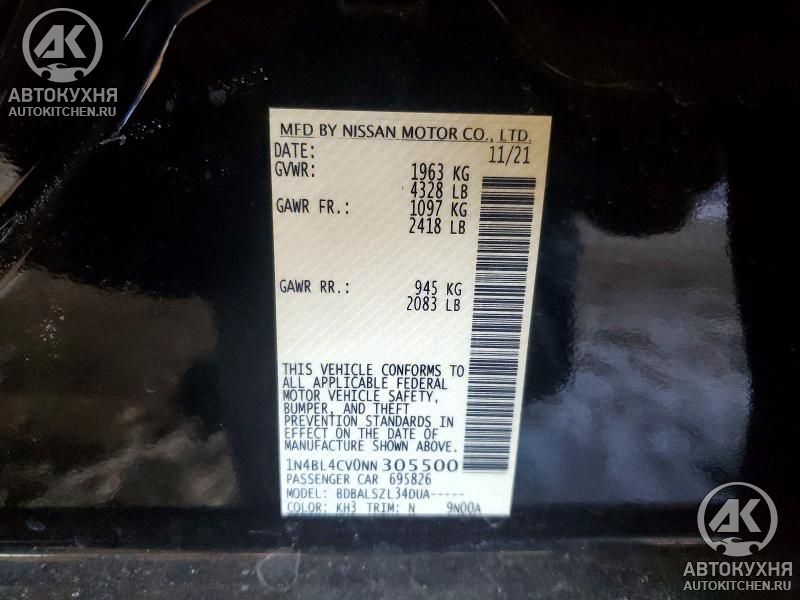 AK
АВТОКУХНЯ
AUTOKITCHEN.RU
MFD BY NISSAN MOTOR CO., LTD.
DATE: 11/21
GVWR: 1963 KG
4328 LB
GAWR FR.: 1097 KG
2418 LB
GAWR RR.: 945 KG
2083 LB
THIS VEHICLE CONFORMS TO
ALL APPLICABLE FEDERAL
MOTOR VEHICLE SAFETY,
BUMPER, AND THEFT
PREVENTION STANDARDS IN
EFFECT ON THE DATE OF
MANUFACTURE SHOWN ABOVE.
1N4BL4CV0NN305500
PASSENGER CAR 695826
MODEL: BDBALSZL34DUA-----
COLOR: KH3 TRIM: N 9N00A
AK
АВТОКУХНЯ
AUTOKITCHEN.RU